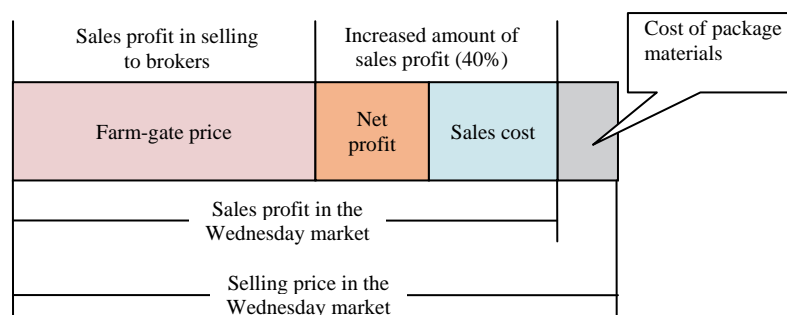 Sales profit in selling
to brokers
Increased amount of
sales profit (40%)
Cost of package
materials
Farm-gate price
Net
profit
Sales cost
Sales profit in the
Wednesday market
Selling price in the
Wednesday market